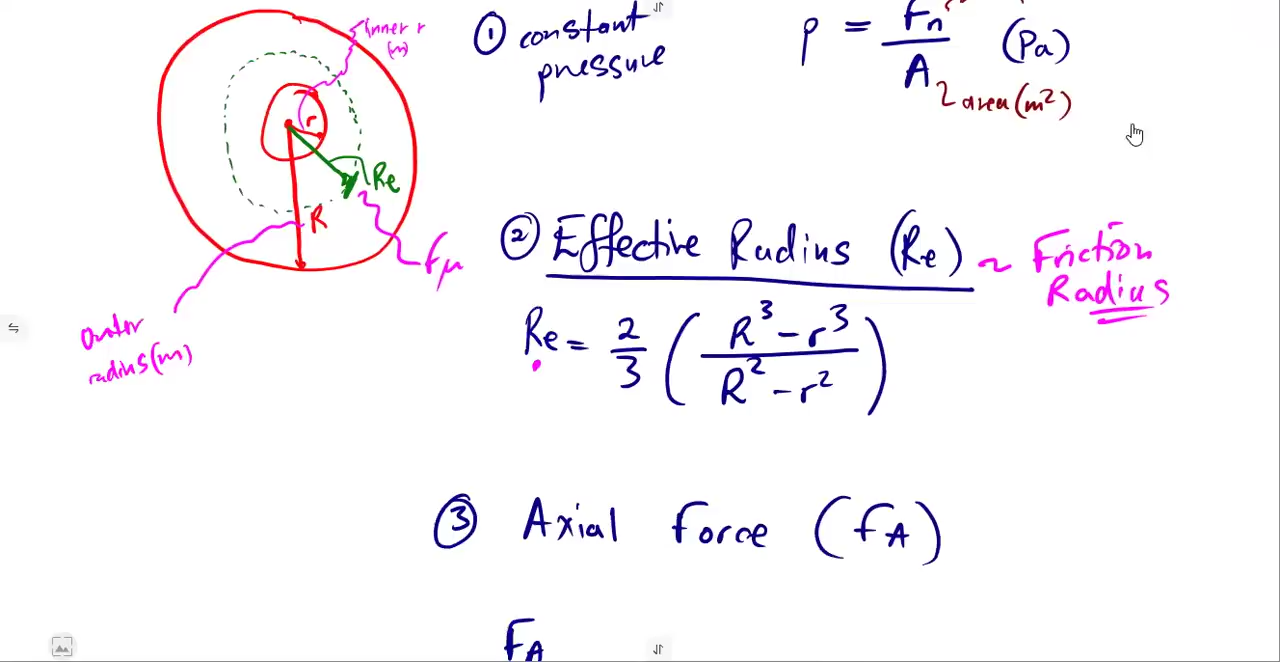 inner r
(m)
① constant
pressure
P = Fn / A (Pa)
area (m²)
r
Re
R
Fμ
outer
radius (m)
② Effective Radius (Re) ~ Friction
Radius
Re = 2/3 ( R³ - r³ / R² - r² )
③ Axial Force (FA)
FA